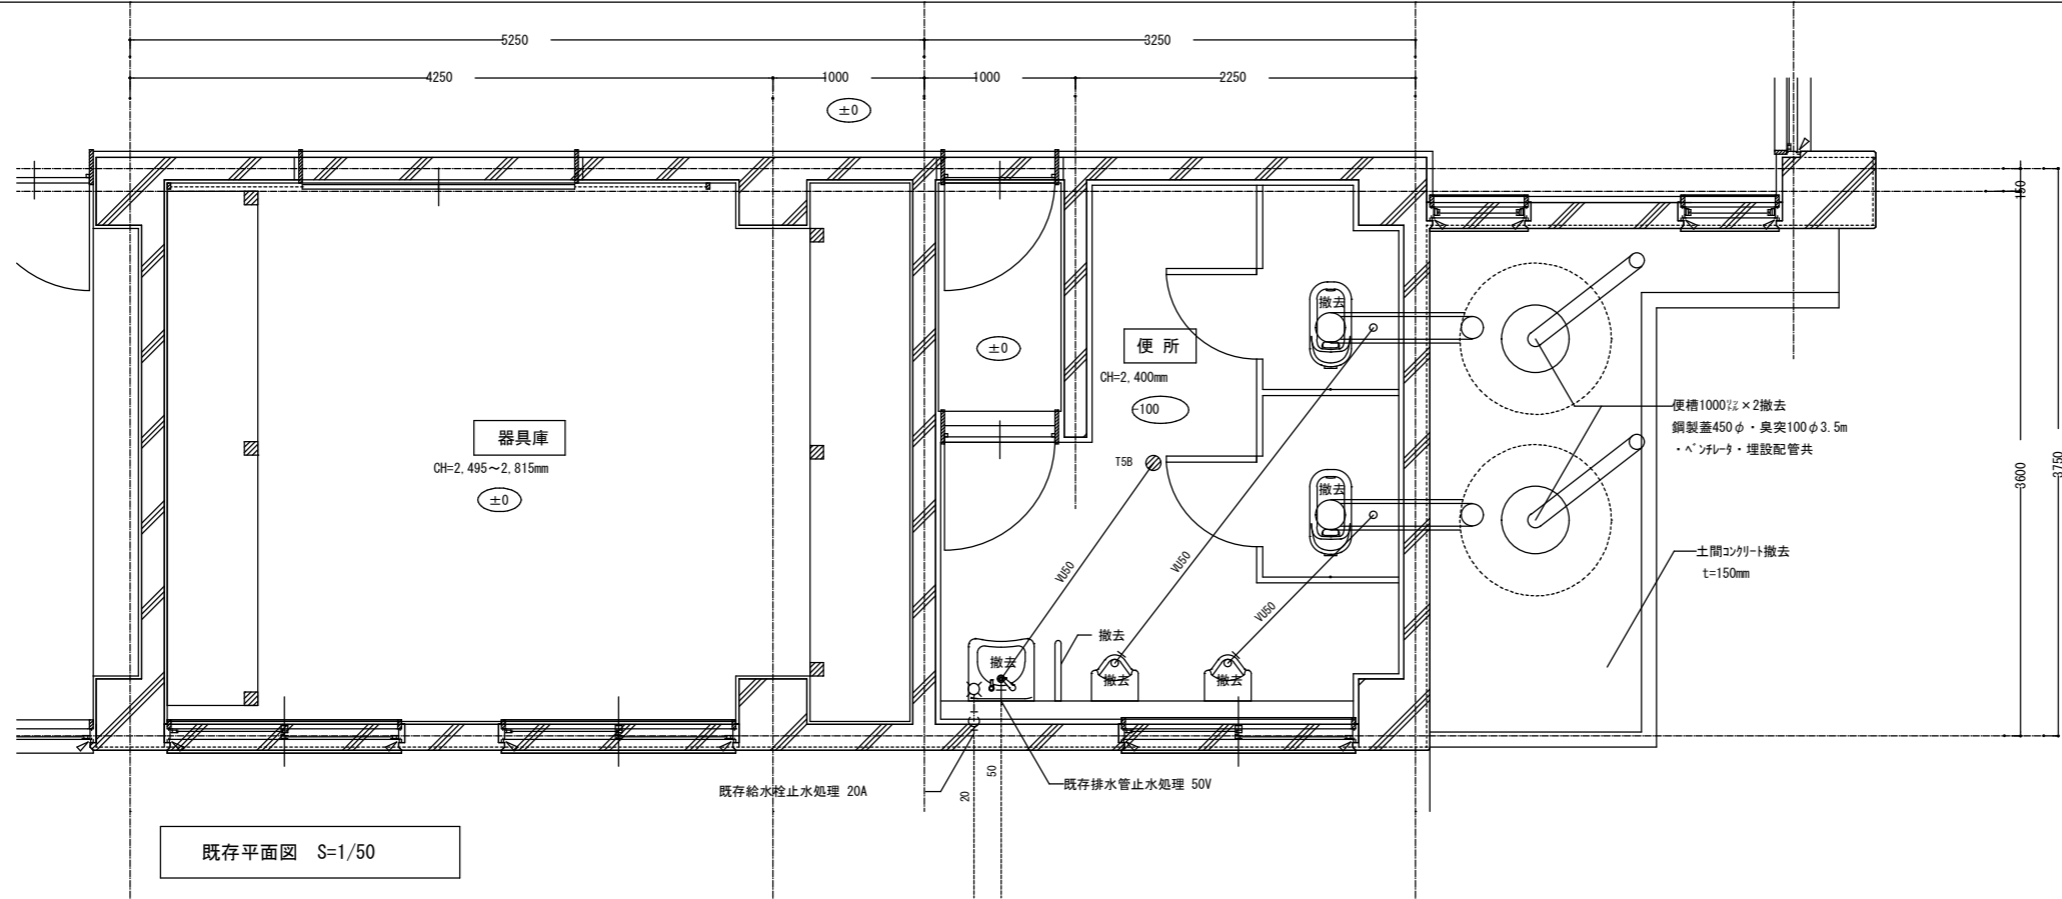 5250
3250
4250
1000
1000
2250
±0
150
撤去
±0
便 所
CH=2,400mm
-100
便槽1000㍑×2撤去
鋼製蓋450φ・臭突100φ3.5m
・ベンチレータ・埋設配管共
器具庫
CH=2,495～2,815mm
±0
T5B
3600
3750
撤去
土間コンクリート撤去
t=150mm
VU50
VU50
VU50
撤去
撤去
撤去
撤去
既存給水栓止水処理 20A
20
50
既存排水管止水処理 50V
既存平面図 S=1/50